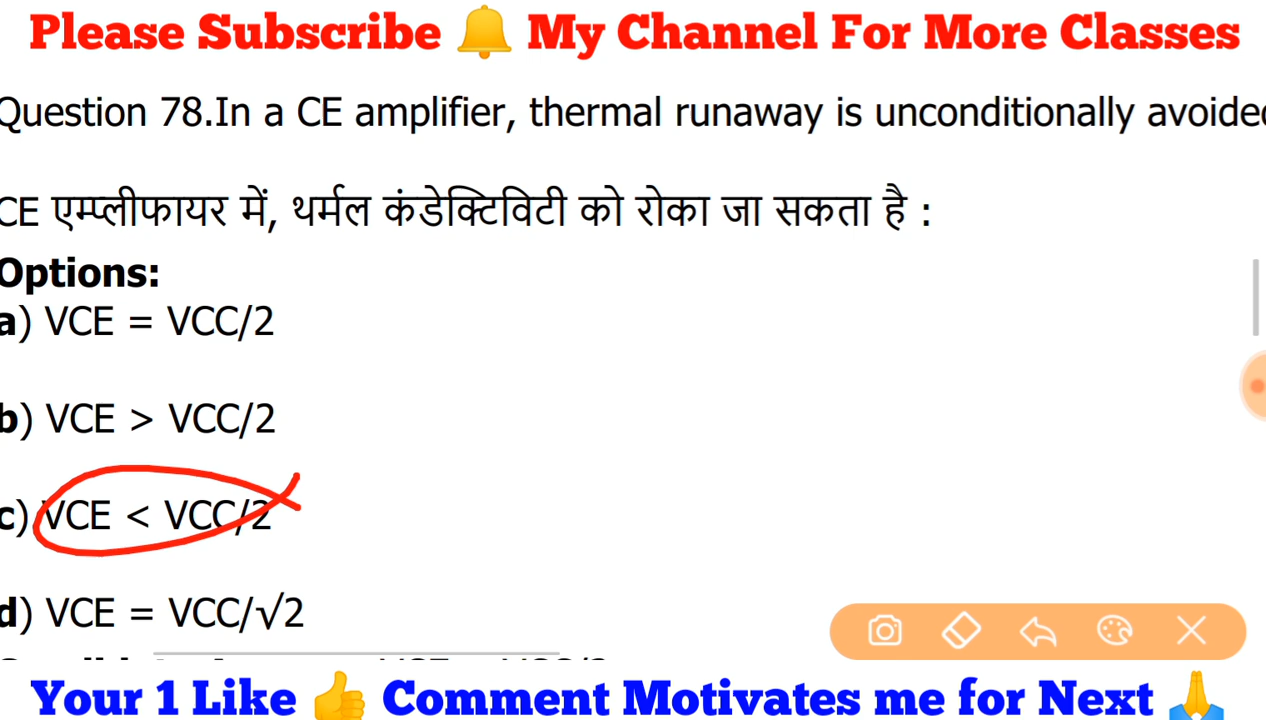 Please Subscribe 🔔 My Channel For More Classes
Question 78.In a CE amplifier, thermal runaway is unconditionally avoided
CE एम्प्लीफायर में, थर्मल कंडेक्टिविटी को रोका जा सकता है :
Options:
a) VCE = VCC/2
b) VCE > VCC/2
c) VCE < VCC/2
d) VCE = VCC/√2
Your 1 Like 👍 Comment Motivates me for Next 🙏